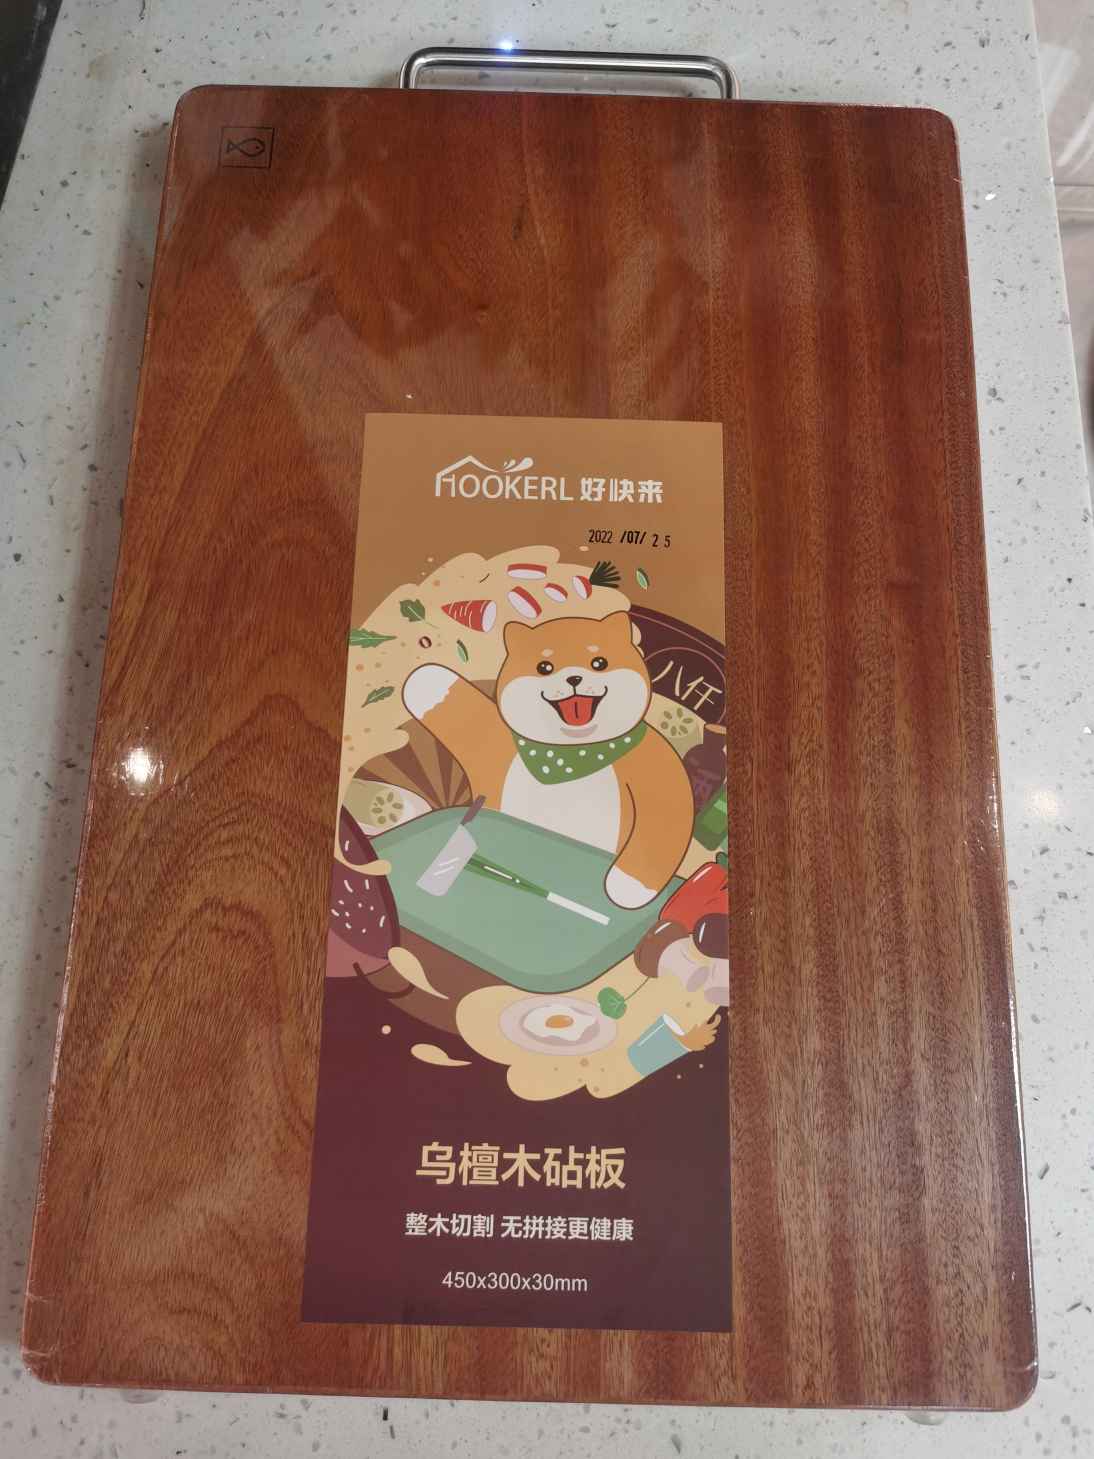 HOOKERL 好快来
2022 /07/ 25
八仟
乌檀木砧板
整木切割 无拼接更健康
450x300x30mm